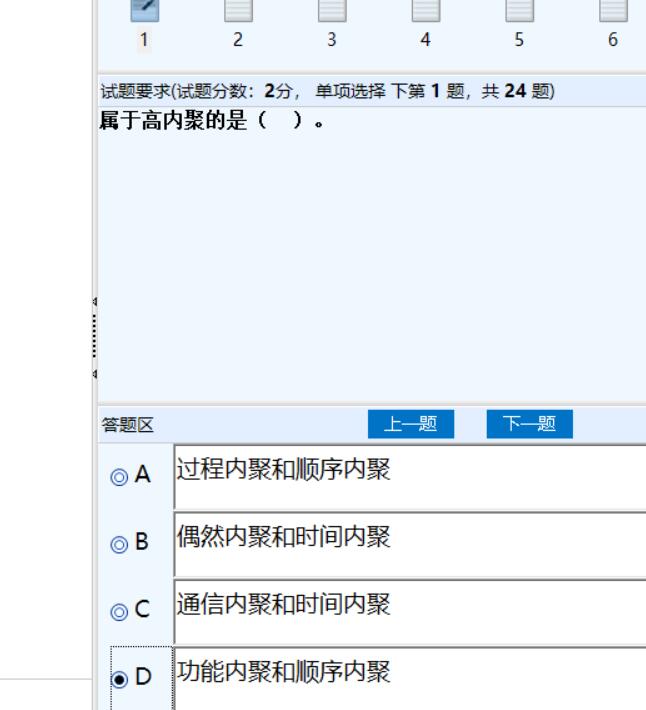 1 2 3 4 5 6
试题要求(试题分数：2分， 单项选择 下第 1 题，共 24 题)
属于高内聚的是（ ）。
答题区 上一题 下一题
A 过程内聚和顺序内聚
B 偶然内聚和时间内聚
C 通信内聚和时间内聚
D 功能内聚和顺序内聚